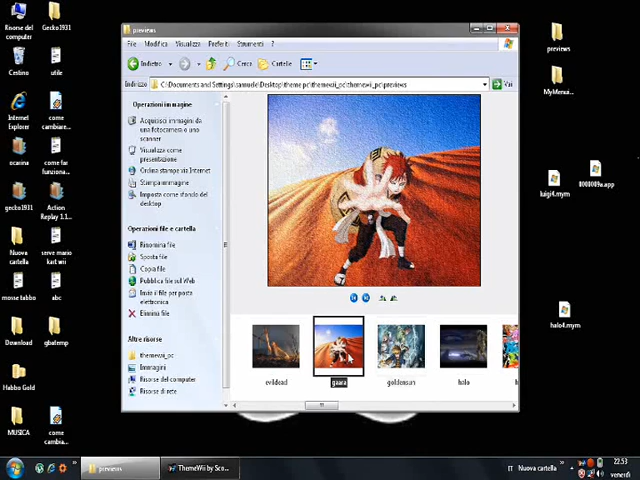 Risorse del
computer
Gecko1931
Cestino
utile
Internet
Explorer
come
cambiare...
ocarina
come far
funziona...
gecko1931
Action
Replay 1.1...
Nuova
cartella
serve mario
kart wii
mosse fabbo
abc
Download
gbatemp
Habbo Gold
MUSICA
come
cambia...
previews
File Modifica Visualizza Preferiti Strumenti ?
Indietro Cerca Cartelle
Indirizzo C:\Documents and Settings\samuele\Desktop\theme pc\themewii_pc\themewii_pc\previews Vai
Operazioni immagine
Acquisisci immagini da
una fotocamera o uno
scanner
Visualizza come
presentazione
Ordina stampe via Internet
Stampa immagine
Imposta come sfondo del
desktop
Operazioni file e cartella
Rinomina file
Sposta file
Copia file
Pubblica file sul Web
Invia il file per posta
elettronica
Elimina file
Altre risorse
themewii_pc
Immagini
Risorse del computer
Risorse di rete
evildead
gaara
goldensun
halo
previews
MyMenui...
luigi4.mym
halo4.mym
previews
ThemeWii by Sco...
IT
Nuova cartella
22.53
venerdì